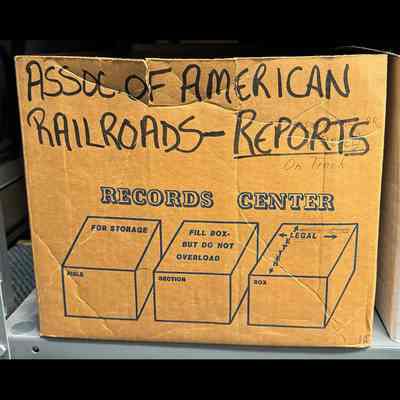 ASSOC. OF AMERICAN
RAILROADS- REPORTS
On Track
RECORDS CENTER
FOR STORAGE
AISLE
FILL BOX-
BUT DO NOT
OVERLOAD
SECTION
LEGAL
LETTER
BOX